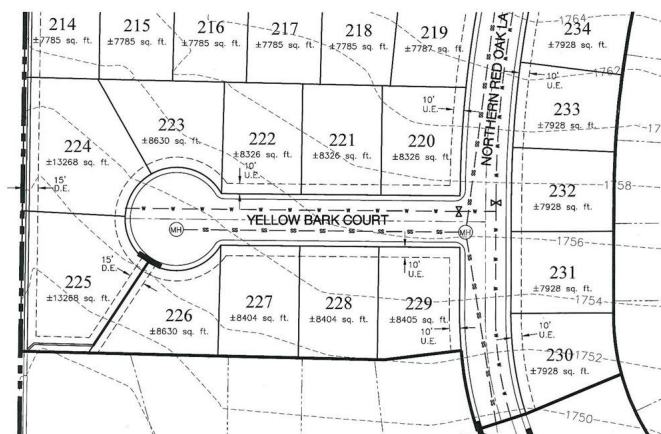 214
±7785 sq. ft.
215
±7785 sq. ft.
216
±7785 sq. ft.
217
±7785 sq. ft.
218
±7785 sq. ft.
219
±7787 sq. ft.
NORTHERN RED OAK LA
1764
234
±7928 sq. ft.
1762
10'
U.E.
10'
U.E.
233
±7928 sq. ft.
223
±8630 sq. ft.
222
±8326 sq. ft.
221
±8326 sq. ft.
220
±8326 sq. ft.
224
±13268 sq. ft.
10'
U.E.
15'
D.E.
232
±7928 sq. ft.
1758
YELLOW BARK COURT
MH
MH
1756
15'
D.E.
10'
U.E.
225
±13268 sq. ft.
226
±8630 sq. ft.
227
±8404 sq. ft.
228
±8404 sq. ft.
229
±8405 sq. ft.
231
±7928 sq. ft.
1754
10'
U.E.
10'
U.E.
230
±7928 sq. ft.
1752
1750